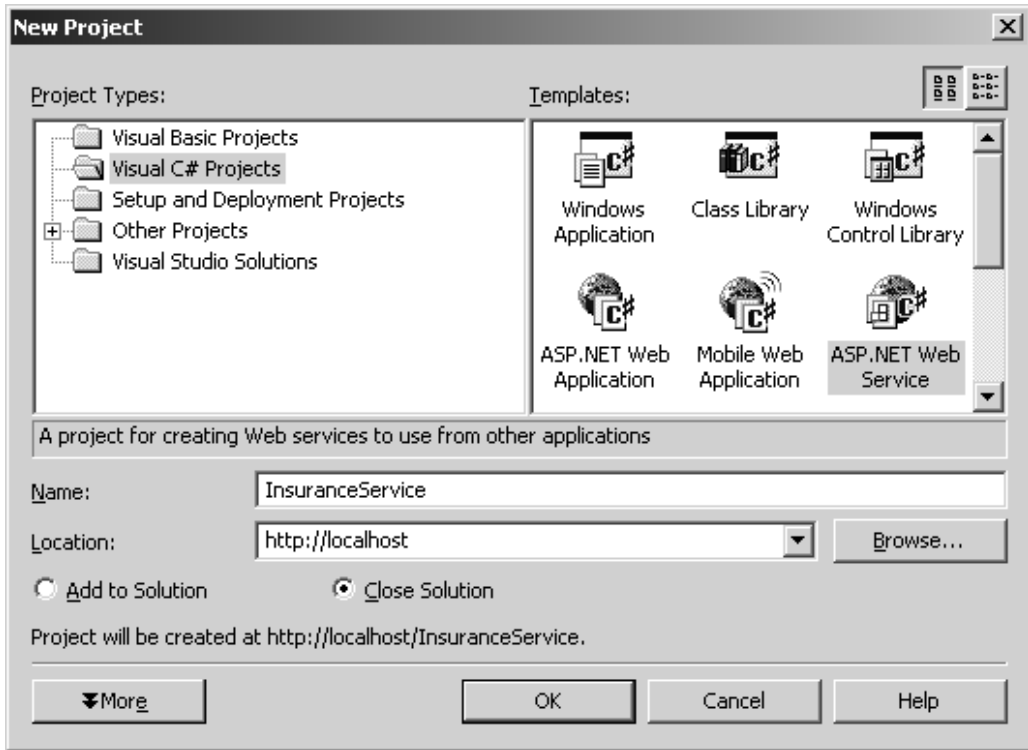 New Project
Project Types:
Templates:
Visual Basic Projects
Visual C# Projects
Setup and Deployment Projects
Other Projects
Visual Studio Solutions
Windows
Application
Class Library
Windows
Control Library
ASP.NET Web
Application
Mobile Web
Application
ASP.NET Web
Service
A project for creating Web services to use from other applications
Name:
InsuranceService
Location:
http://localhost
Browse...
Add to Solution
Close Solution
Project will be created at http://localhost/InsuranceService.
More
OK
Cancel
Help